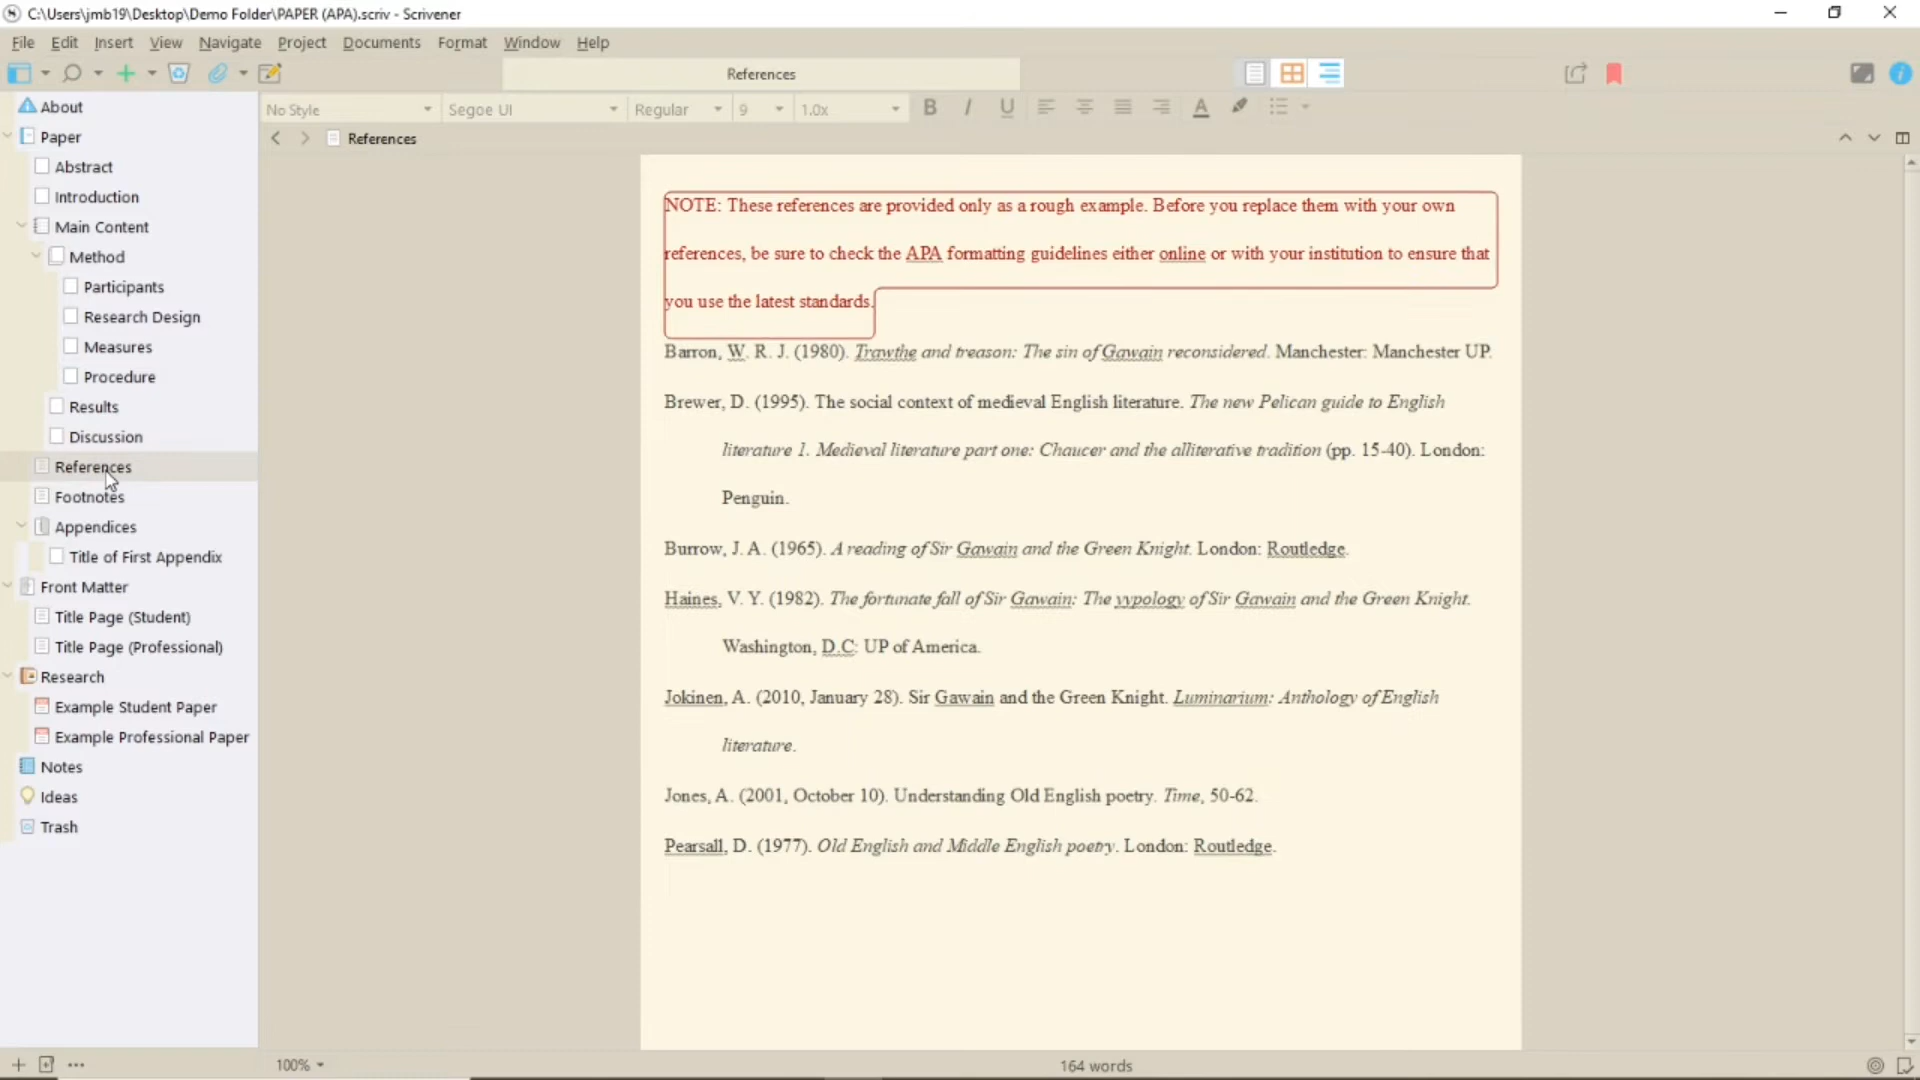 C:\Users\jmb19\Desktop\Demo Folder\PAPER (APA).scriv - Scrivener
File Edit Insert View Navigate Project Documents Format Window Help
References
No Style Segoe UI Regular 9 1.0x
References
About
Paper
Abstract
Introduction
Main Content
Method
Participants
Research Design
Measures
Procedure
Results
Discussion
References
Footnotes
Appendices
Title of First Appendix
Front Matter
Title Page (Student)
Title Page (Professional)
Research
Example Student Paper
Example Professional Paper
Notes
Ideas
Trash
NOTE: These references are provided only as a rough example. Before you replace them with your own
references, be sure to check the APA formatting guidelines either online or with your institution to ensure that
you use the latest standards.
Barron, W. R. J. (1980). Trawthe and treason: The sin of Gawain reconsidered. Manchester: Manchester UP.
Brewer, D. (1995). The social context of medieval English literature. The new Pelican guide to English
literature 1. Medieval literature part one: Chaucer and the alliterative tradition (pp. 15-40). London:
Penguin.
Burrow, J. A. (1965). A reading of Sir Gawain and the Green Knight. London: Routledge.
Haines, V. Y. (1982). The fortunate fall of Sir Gawain: The yypology of Sir Gawain and the Green Knight.
Washington, D.C: UP of America.
Jokinen, A. (2010, January 28). Sir Gawain and the Green Knight. Luminarium: Anthology of English
literature.
Jones, A. (2001, October 10). Understanding Old English poetry. Time, 50-62.
Pearsall, D. (1977). Old English and Middle English poetry. London: Routledge.
100%
164 words